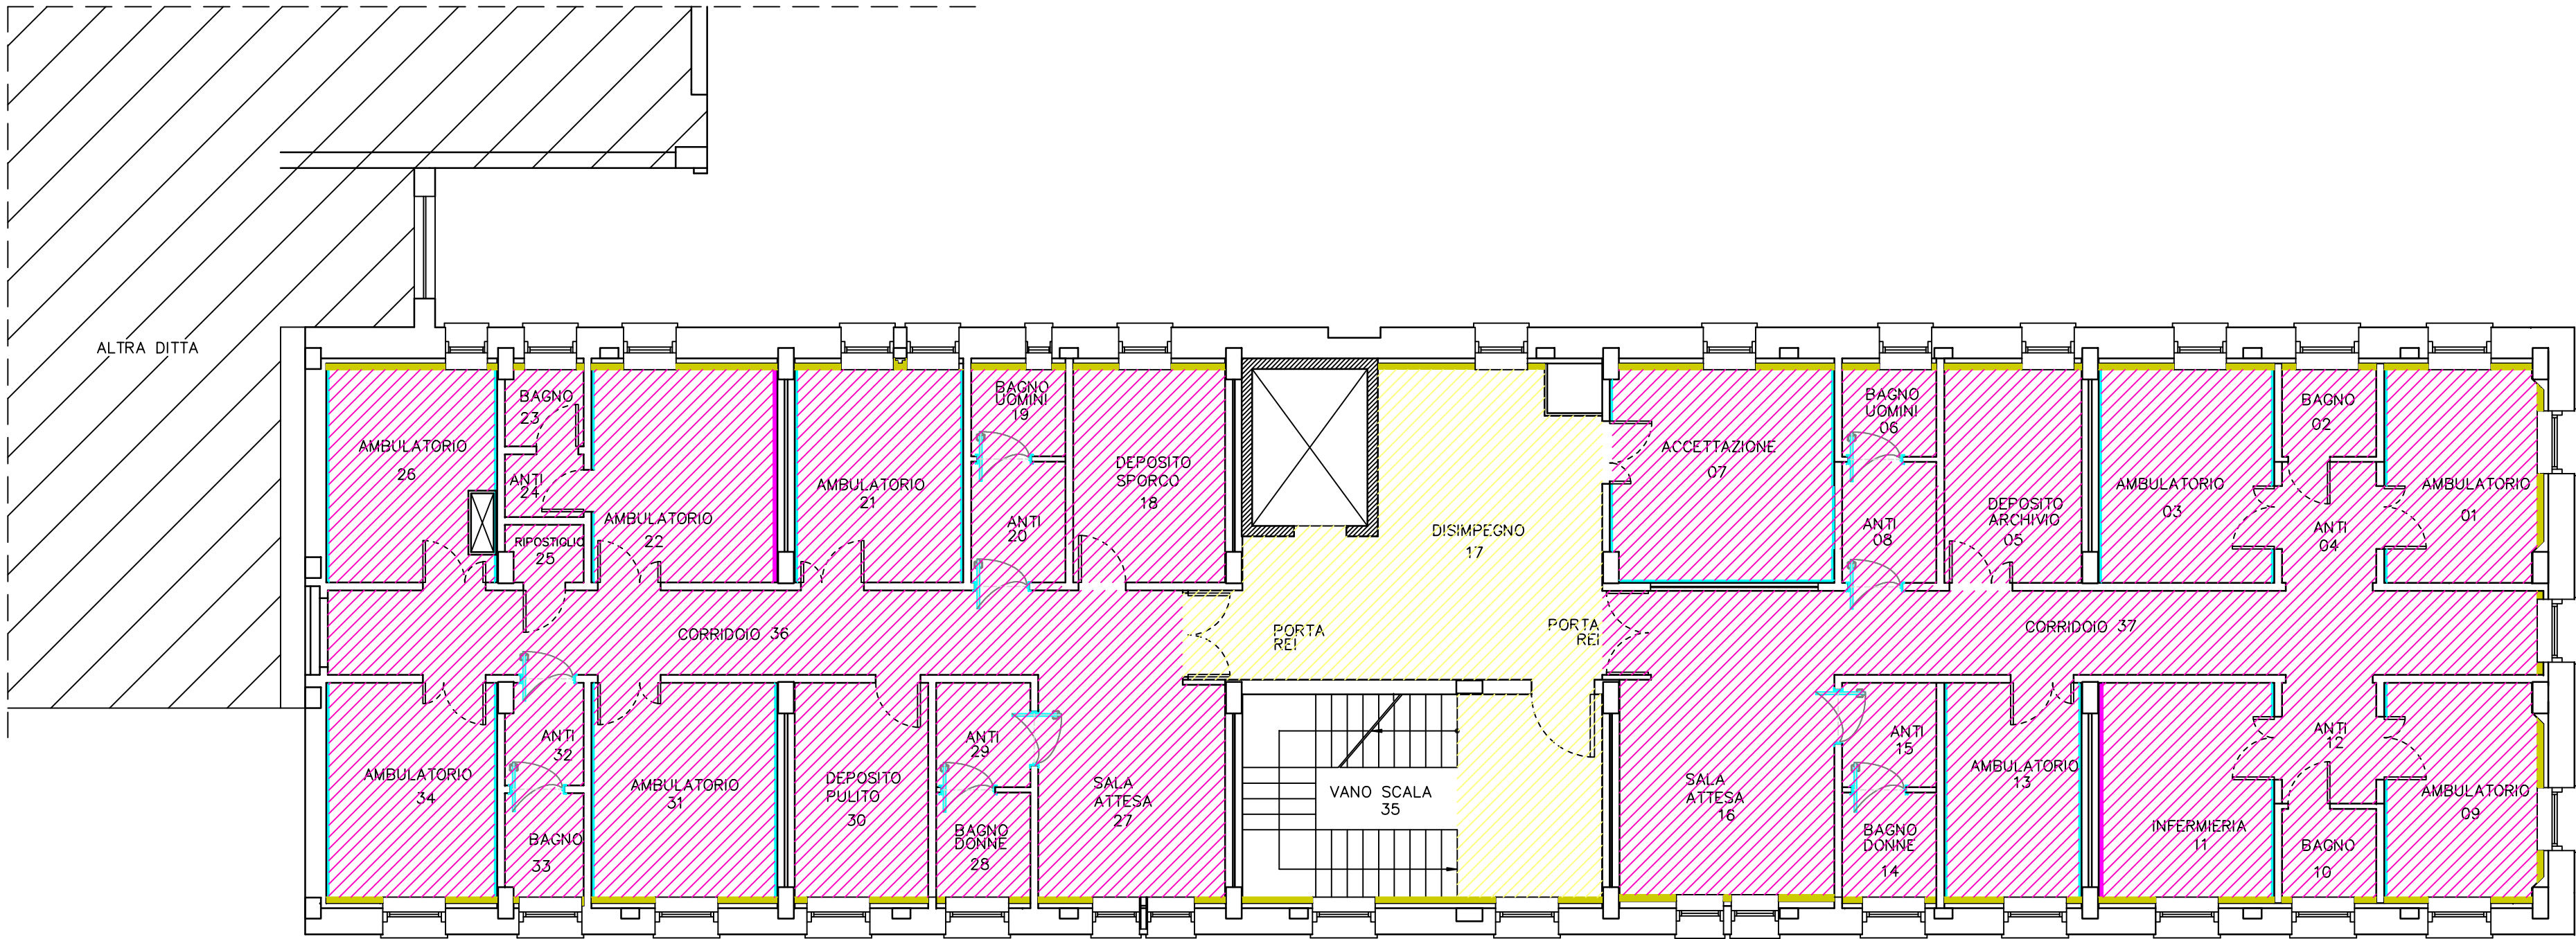 ALTRA DITTA
AMBULATORIO
26
BAGNO
23
ANTI
24
RIPOSTIGLIO
25
AMBULATORIO
22
AMBULATORIO
21
BAGNO
UOMINI
19
ANTI
20
DEPOSITO
SPORCO
18
DISIMPEGNO
17
ACCETTAZIONE
07
BAGNO
UOMINI
06
ANTI
08
DEPOSITO
ARCHIVIO
05
AMBULATORIO
03
BAGNO
02
ANTI
04
AMBULATORIO
01
CORRIDOIO 36
PORTA
REI
PORTA
REI
CORRIDOIO 37
AMBULATORIO
34
ANTI
32
BAGNO
33
AMBULATORIO
31
DEPOSITO
PULITO
30
ANTI
29
BAGNO
DONNE
28
SALA
ATTESA
27
VANO SCALA
35
SALA
ATTESA
16
ANTI
15
BAGNO
DONNE
14
AMBULATORIO
13
INFERMIERIA
11
ANTI
12
BAGNO
10
AMBULATORIO
09